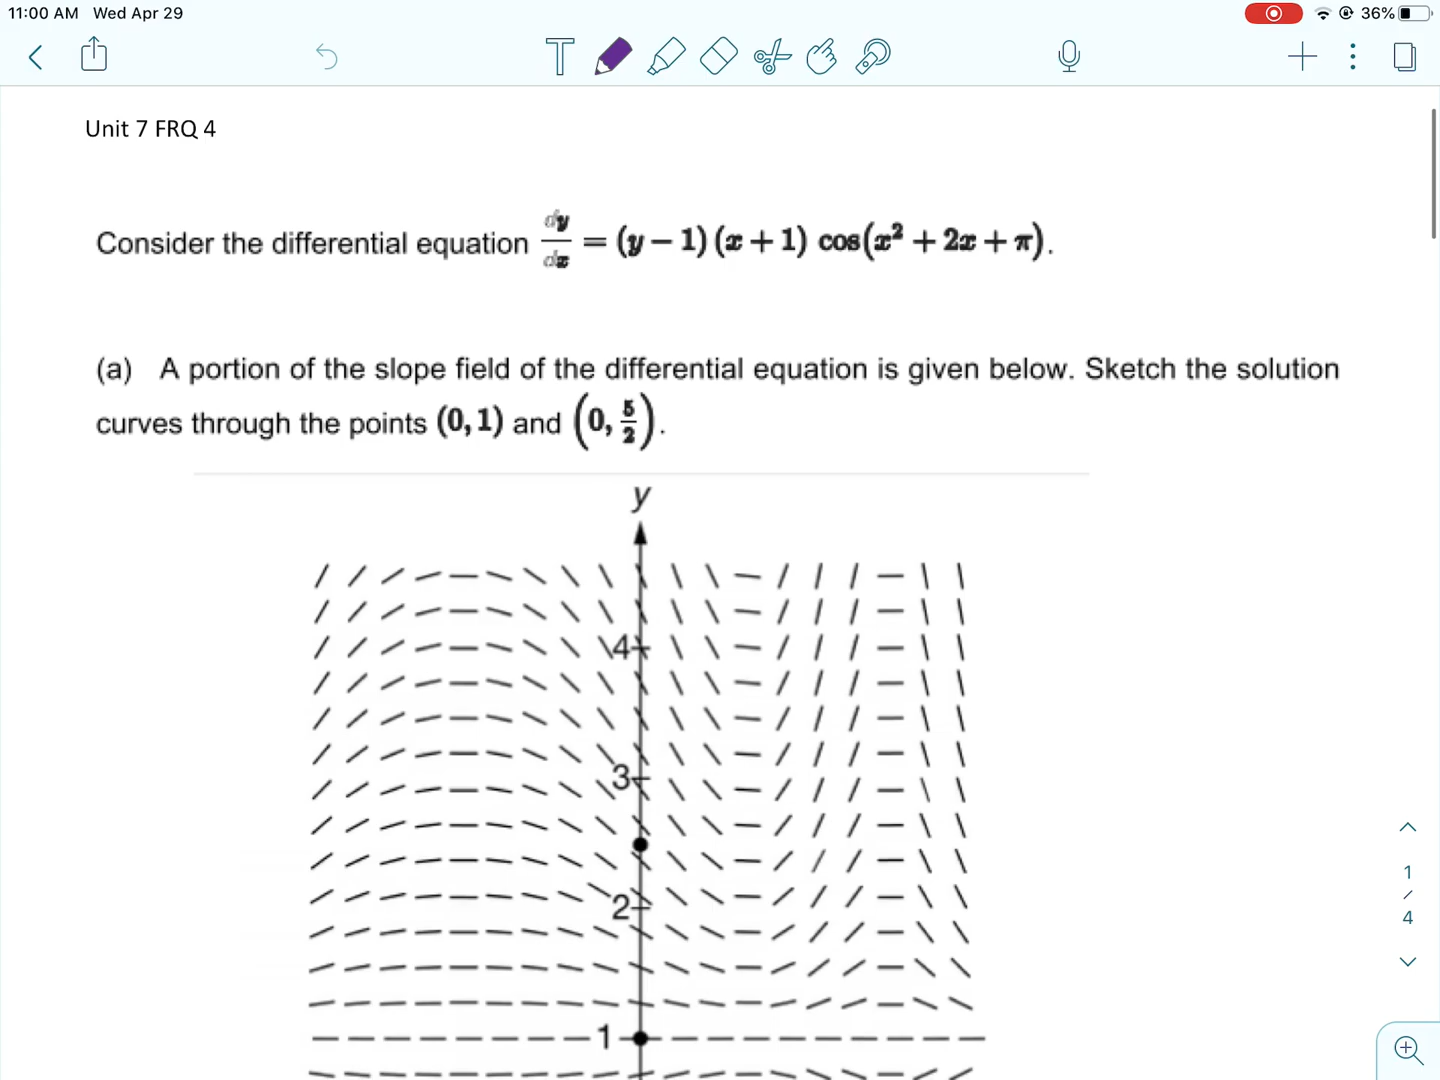 11:00 AM Wed Apr 29
36%
T
Unit 7 FRQ 4
Consider the differential equation dy/dx = (y − 1) (x + 1) cos(x² + 2x + π).
(a) A portion of the slope field of the differential equation is given below. Sketch the solution
curves through the points (0, 1) and (0, 5/2).
y
4
3
2
1
1
/
4